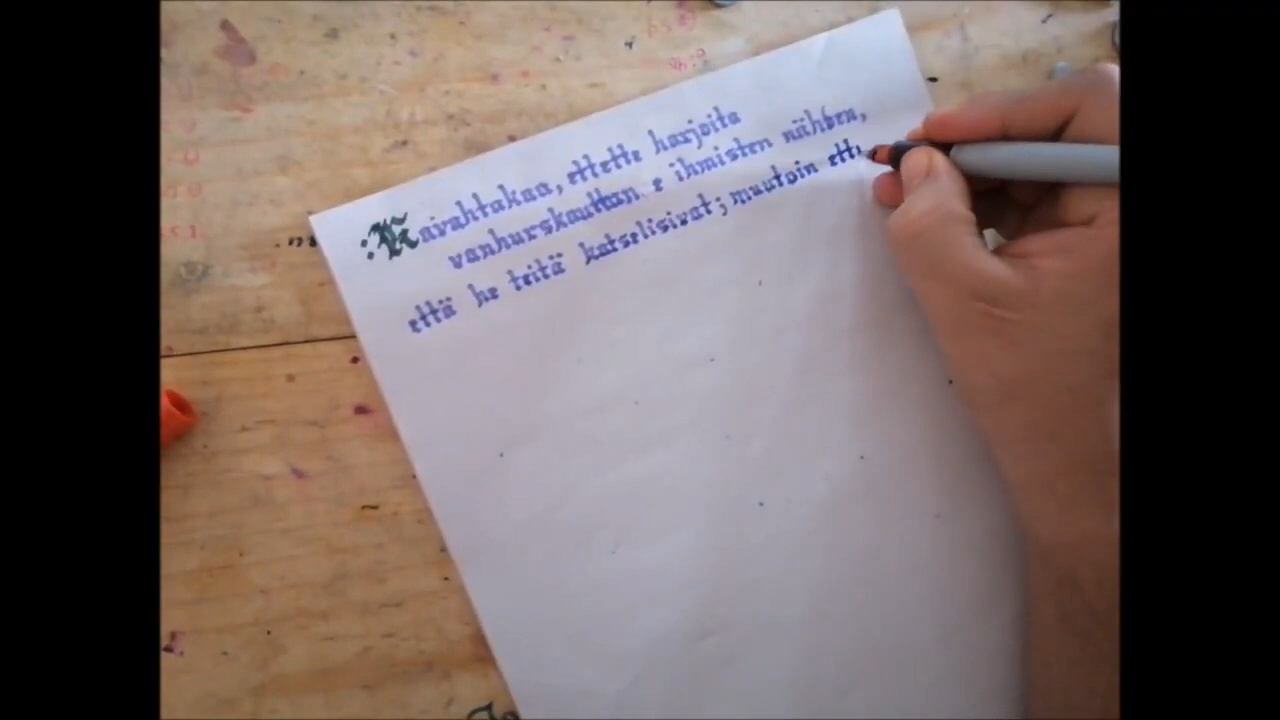 Kavahtakaa, ettette harjoita
vanhurskauttan e ihmisten nähden,
että he teitä katselisivat; muutoin ett